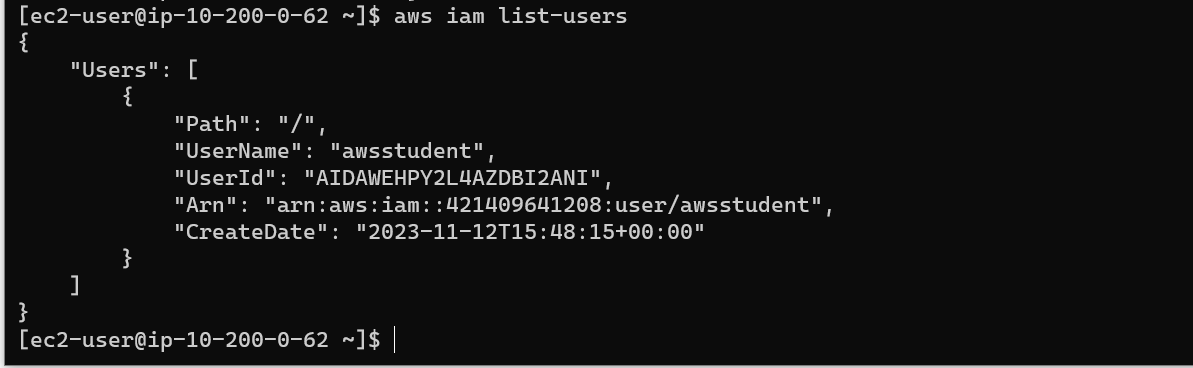 [ec2-user@ip-10-200-0-62 ~]$ aws iam list-users
{
    "Users": [
        {
            "Path": "/",
            "UserName": "awsstudent",
            "UserId": "AIDAWEHPY2L4AZDBI2ANI",
            "Arn": "arn:aws:iam::421409641208:user/awsstudent",
            "CreateDate": "2023-11-12T15:48:15+00:00"
        }
    ]
}
[ec2-user@ip-10-200-0-62 ~]$